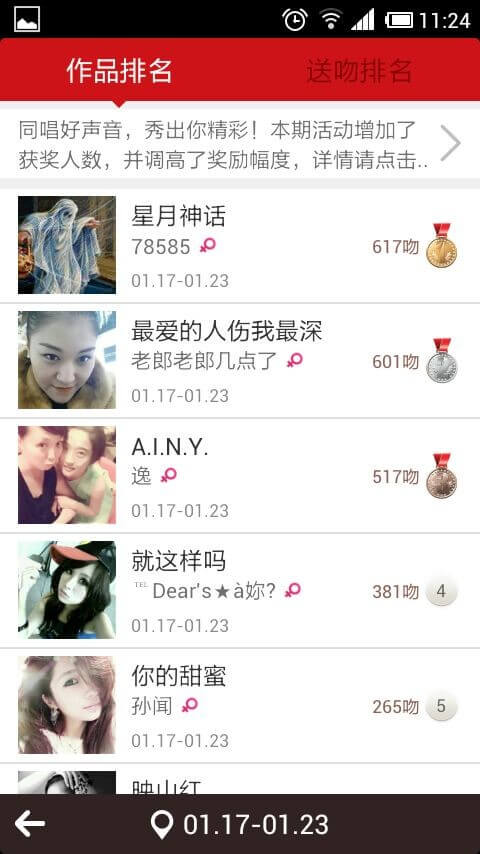 11:24
作品排名 送吻排名
同唱好声音，秀出你精彩！本期活动增加了
获奖人数，并调高了奖励幅度，详情请点击..
星月神话
78585
617吻
01.17-01.23
最爱的人伤我最深
老郎老郎几点了
601吻
01.17-01.23
A.I.N.Y.
逸
517吻
01.17-01.23
就这样吗
℡Dear's★à妳?
381吻 4
01.17-01.23
你的甜蜜
孙闻
265吻 5
01.17-01.23
映山红
01.17-01.23